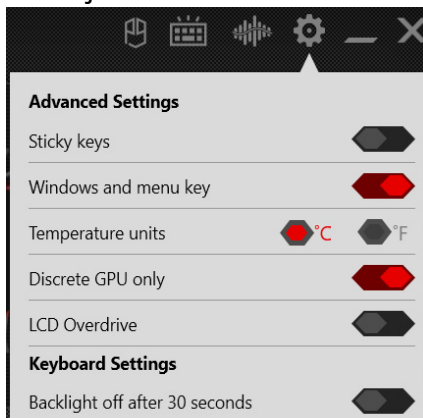 Advanced Settings
Sticky keys
Windows and menu key
Temperature units °C °F
Discrete GPU only
LCD Overdrive
Keyboard Settings
Backlight off after 30 seconds